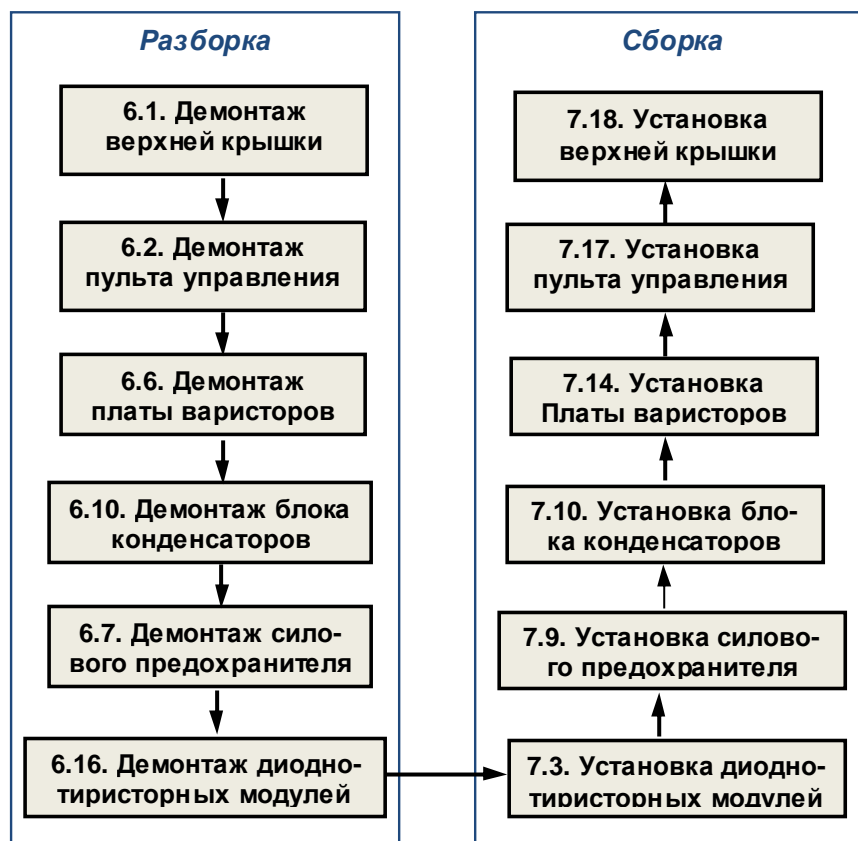 Разборка
6.1. Демонтаж
верхней крышки
6.2. Демонтаж
пульта управления
6.6. Демонтаж
платы варисторов
6.10. Демонтаж блока
конденсаторов
6.7. Демонтаж сило-
вого предохранителя
6.16. Демонтаж диодно-
тиристорных модулей
Сборка
7.18. Установка
верхней крышки
7.17. Установка
пульта управления
7.14. Установка
Платы варисторов
7.10. Установка бло-
ка конденсаторов
7.9. Установка силово-
го предохранителя
7.3. Установка диодно-
тиристорных модулей